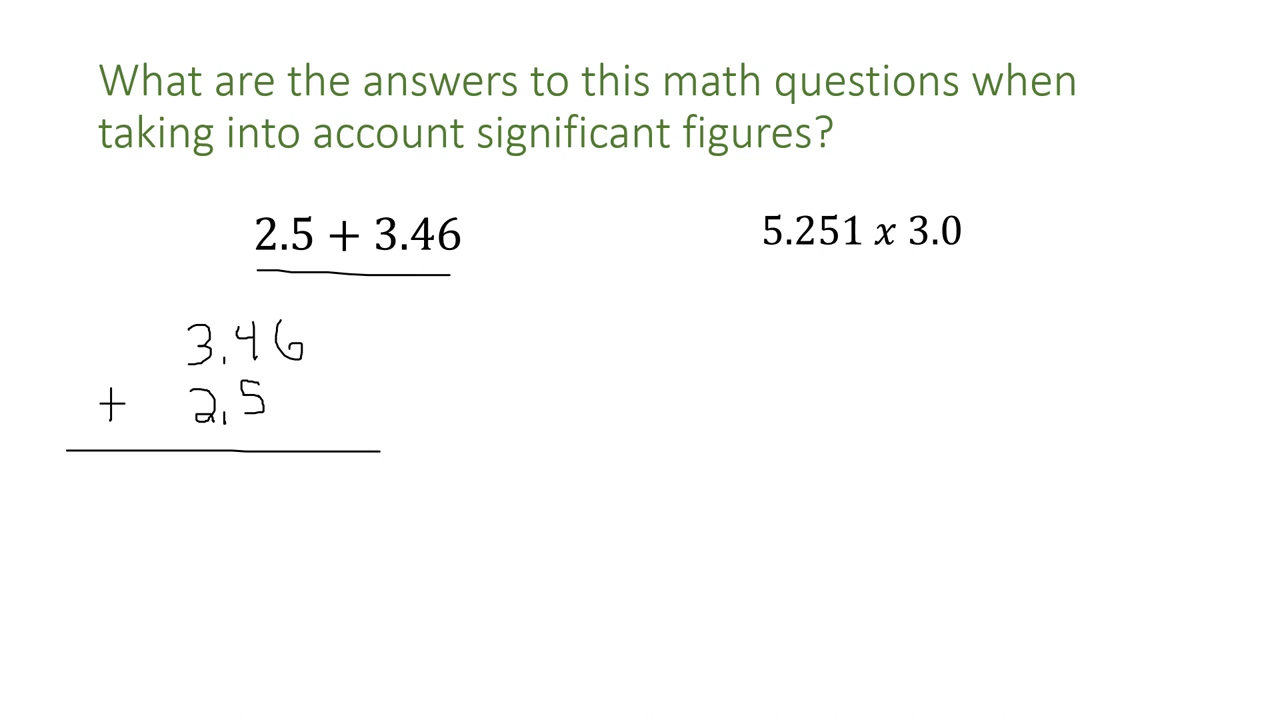 What are the answers to this math questions when
taking into account significant figures?
2.5 + 3.46
5.251 x 3.0
3.46
+ 2.5